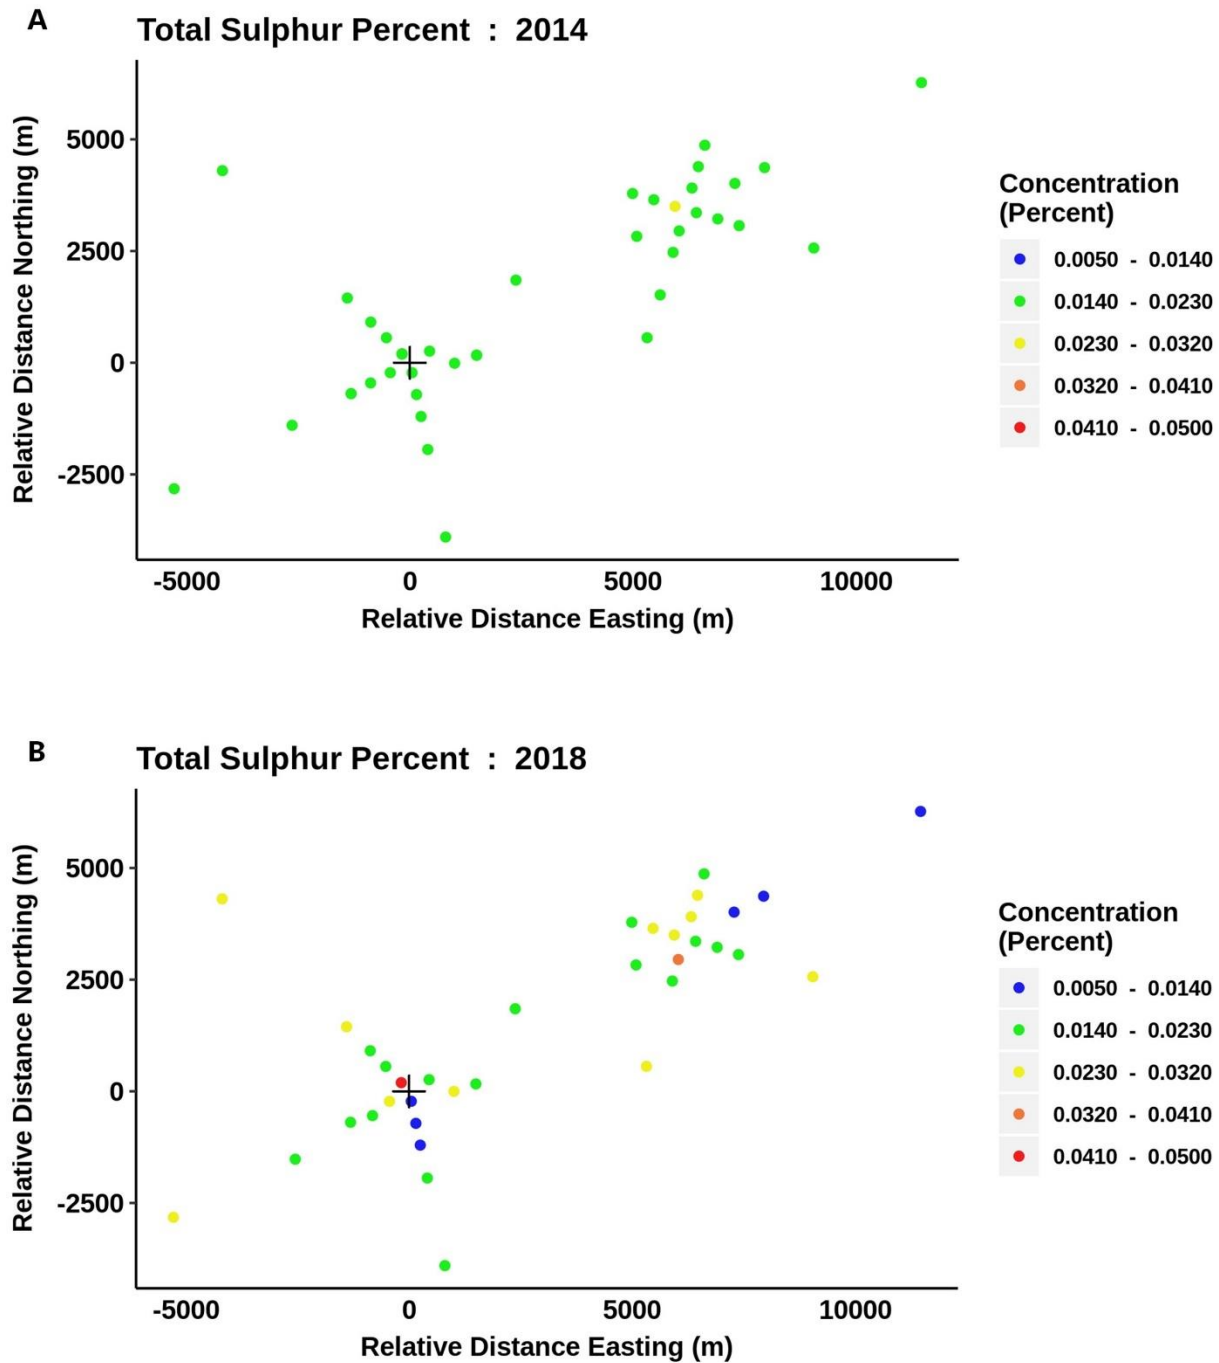 A
Total Sulphur Percent : 2014
Relative Distance Northing (m)
5000
2500
0
-2500
-5000 0 5000 10000
Relative Distance Easting (m)
Concentration
(Percent)
0.0050 - 0.0140
0.0140 - 0.0230
0.0230 - 0.0320
0.0320 - 0.0410
0.0410 - 0.0500
B
Total Sulphur Percent : 2018
Relative Distance Northing (m)
5000
2500
0
-2500
-5000 0 5000 10000
Relative Distance Easting (m)
Concentration
(Percent)
0.0050 - 0.0140
0.0140 - 0.0230
0.0230 - 0.0320
0.0320 - 0.0410
0.0410 - 0.0500